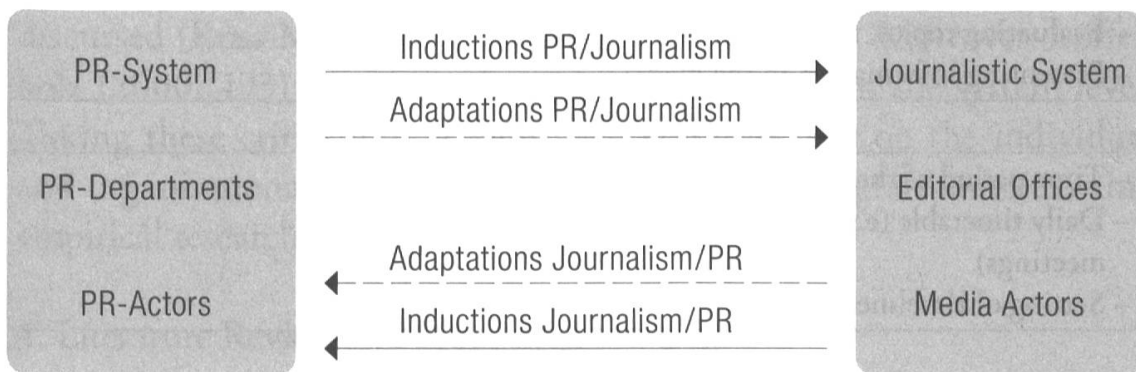 PR-System
Inductions PR/Journalism
Journalistic System
Adaptations PR/Journalism
PR-Departments
Editorial Offices
Adaptations Journalism/PR
PR-Actors
Media Actors
Inductions Journalism/PR